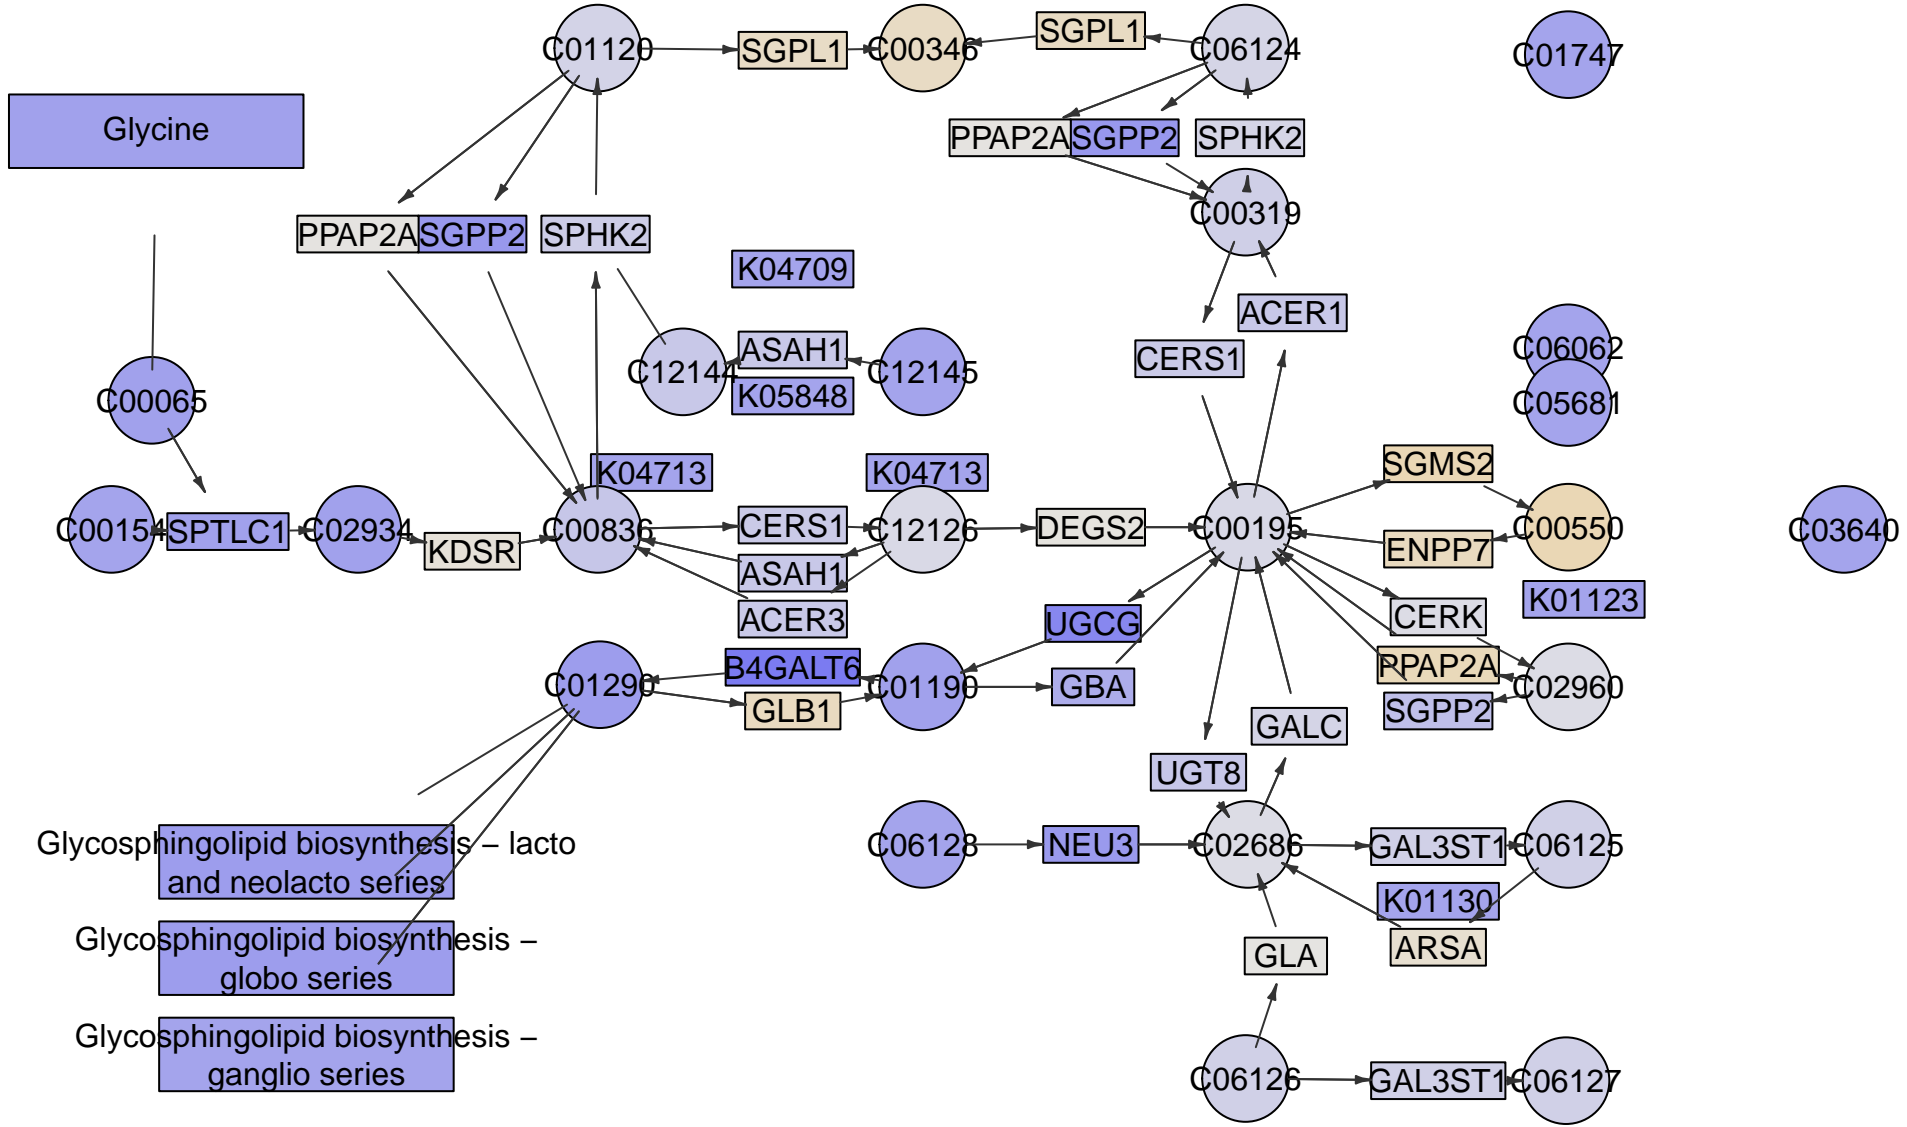 C01120
SGPL1
C00346
SGPL1
C06124
C01747
Glycine
PPAP2A
SGPP2
SPHK2
PPAP2A
SGPP2
SPHK2
C00319
K04709
ACER1
C12144
ASAH1
C12145
K05848
CERS1
C06062
C05681
C00065
K04713
K04713
SGMS2
C00154
SPTLC1
C02934
KDSR
C00836
CERS1
C12126
DEGS2
C00195
C00550
C03640
ENPP7
ASAH1
ACER3
K01123
UGCG
CERK
B4GALT6
PPAP2A
C01290
C01190
GBA
C02960
GLB1
SGPP2
GALC
UGT8
Glycosphingolipid biosynthesis – lacto
and neolacto series
C06128
NEU3
C02686
GAL3ST1
C06125
K01130
Glycosphingolipid biosynthesis –
globo series
GLA
ARSA
Glycosphingolipid biosynthesis –
ganglio series
C06126
GAL3ST1
C06127